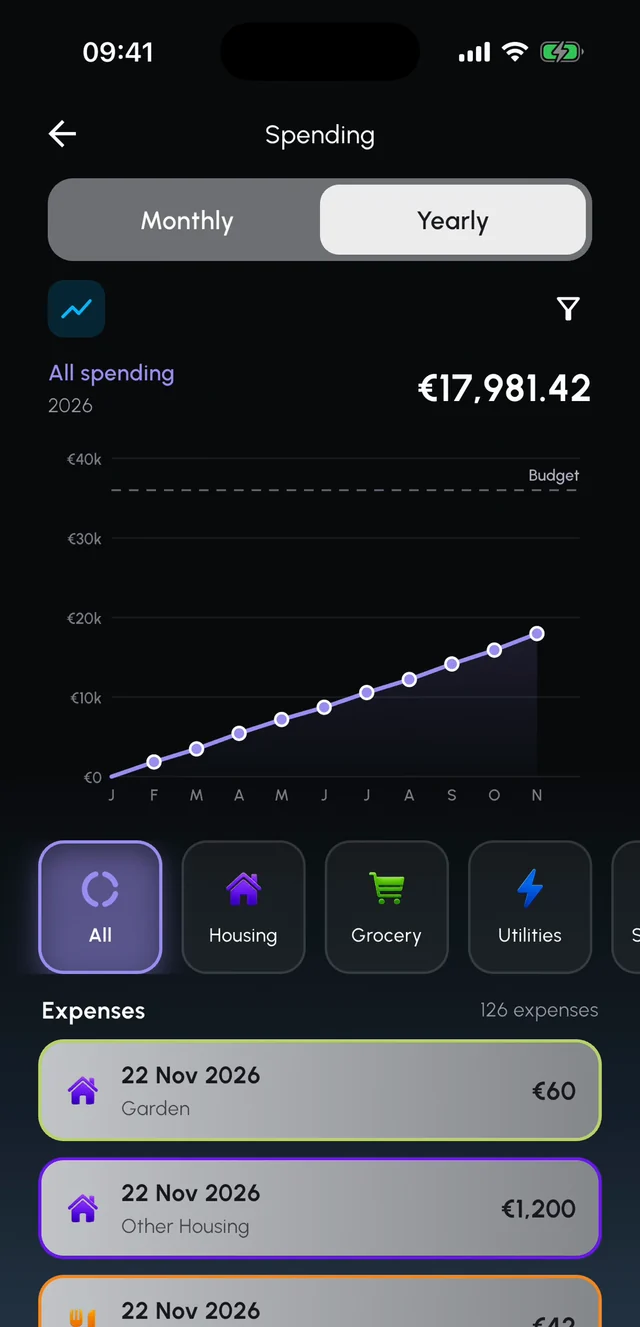 09:41
Spending
Monthly Yearly
All spending
2026
€17,981.42
€40k
Budget
€30k
€20k
€10k
€0
J F M A M J J A S O N
All Housing Grocery Utilities S
Expenses 126 expenses
22 Nov 2026
Garden
€60
22 Nov 2026
Other Housing
€1,200
22 Nov 2026
€42